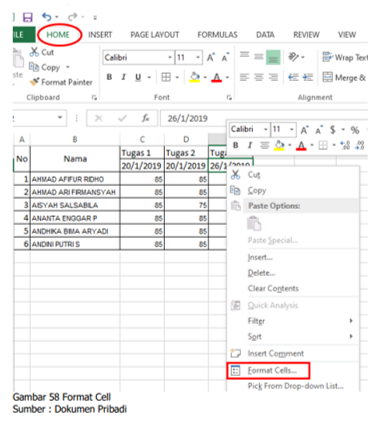 ILE HOME INSERT PAGE LAYOUT FORMULAS DATA REVIEW VIEW
Cut
Copy
Format Painter
Clipboard
Calibri 11 A A
B I U A
Font
Wrap Text
Merge &
Alignment
fx 26/1/2019
Calibri 11 A A $ %
B I A
A B C D
No Nama Tugas 1 Tugas 2
20/1/2019 20/1/2019 26/1/2019
1 AHMAD AFIFUR RIDHO 85 85
2 AHMAD ARI FIRMANSYAH 85 85
3 AISYAH SALSABILA 85 75
4 ANANTA ENGGAR P 85 85
5 ANDHIKA BIMA ARYADI 85 85
6 ANDINI PUTRI S 85 85
Cut
Copy
Paste Options:
Paste Special...
Insert...
Delete...
Clear Contents
Quick Analysis
Filter
Sort
Insert Comment
Format Cells...
Pick From Drop-down List...
Gambar 58 Format Cell
Sumber : Dokumen Pribadi